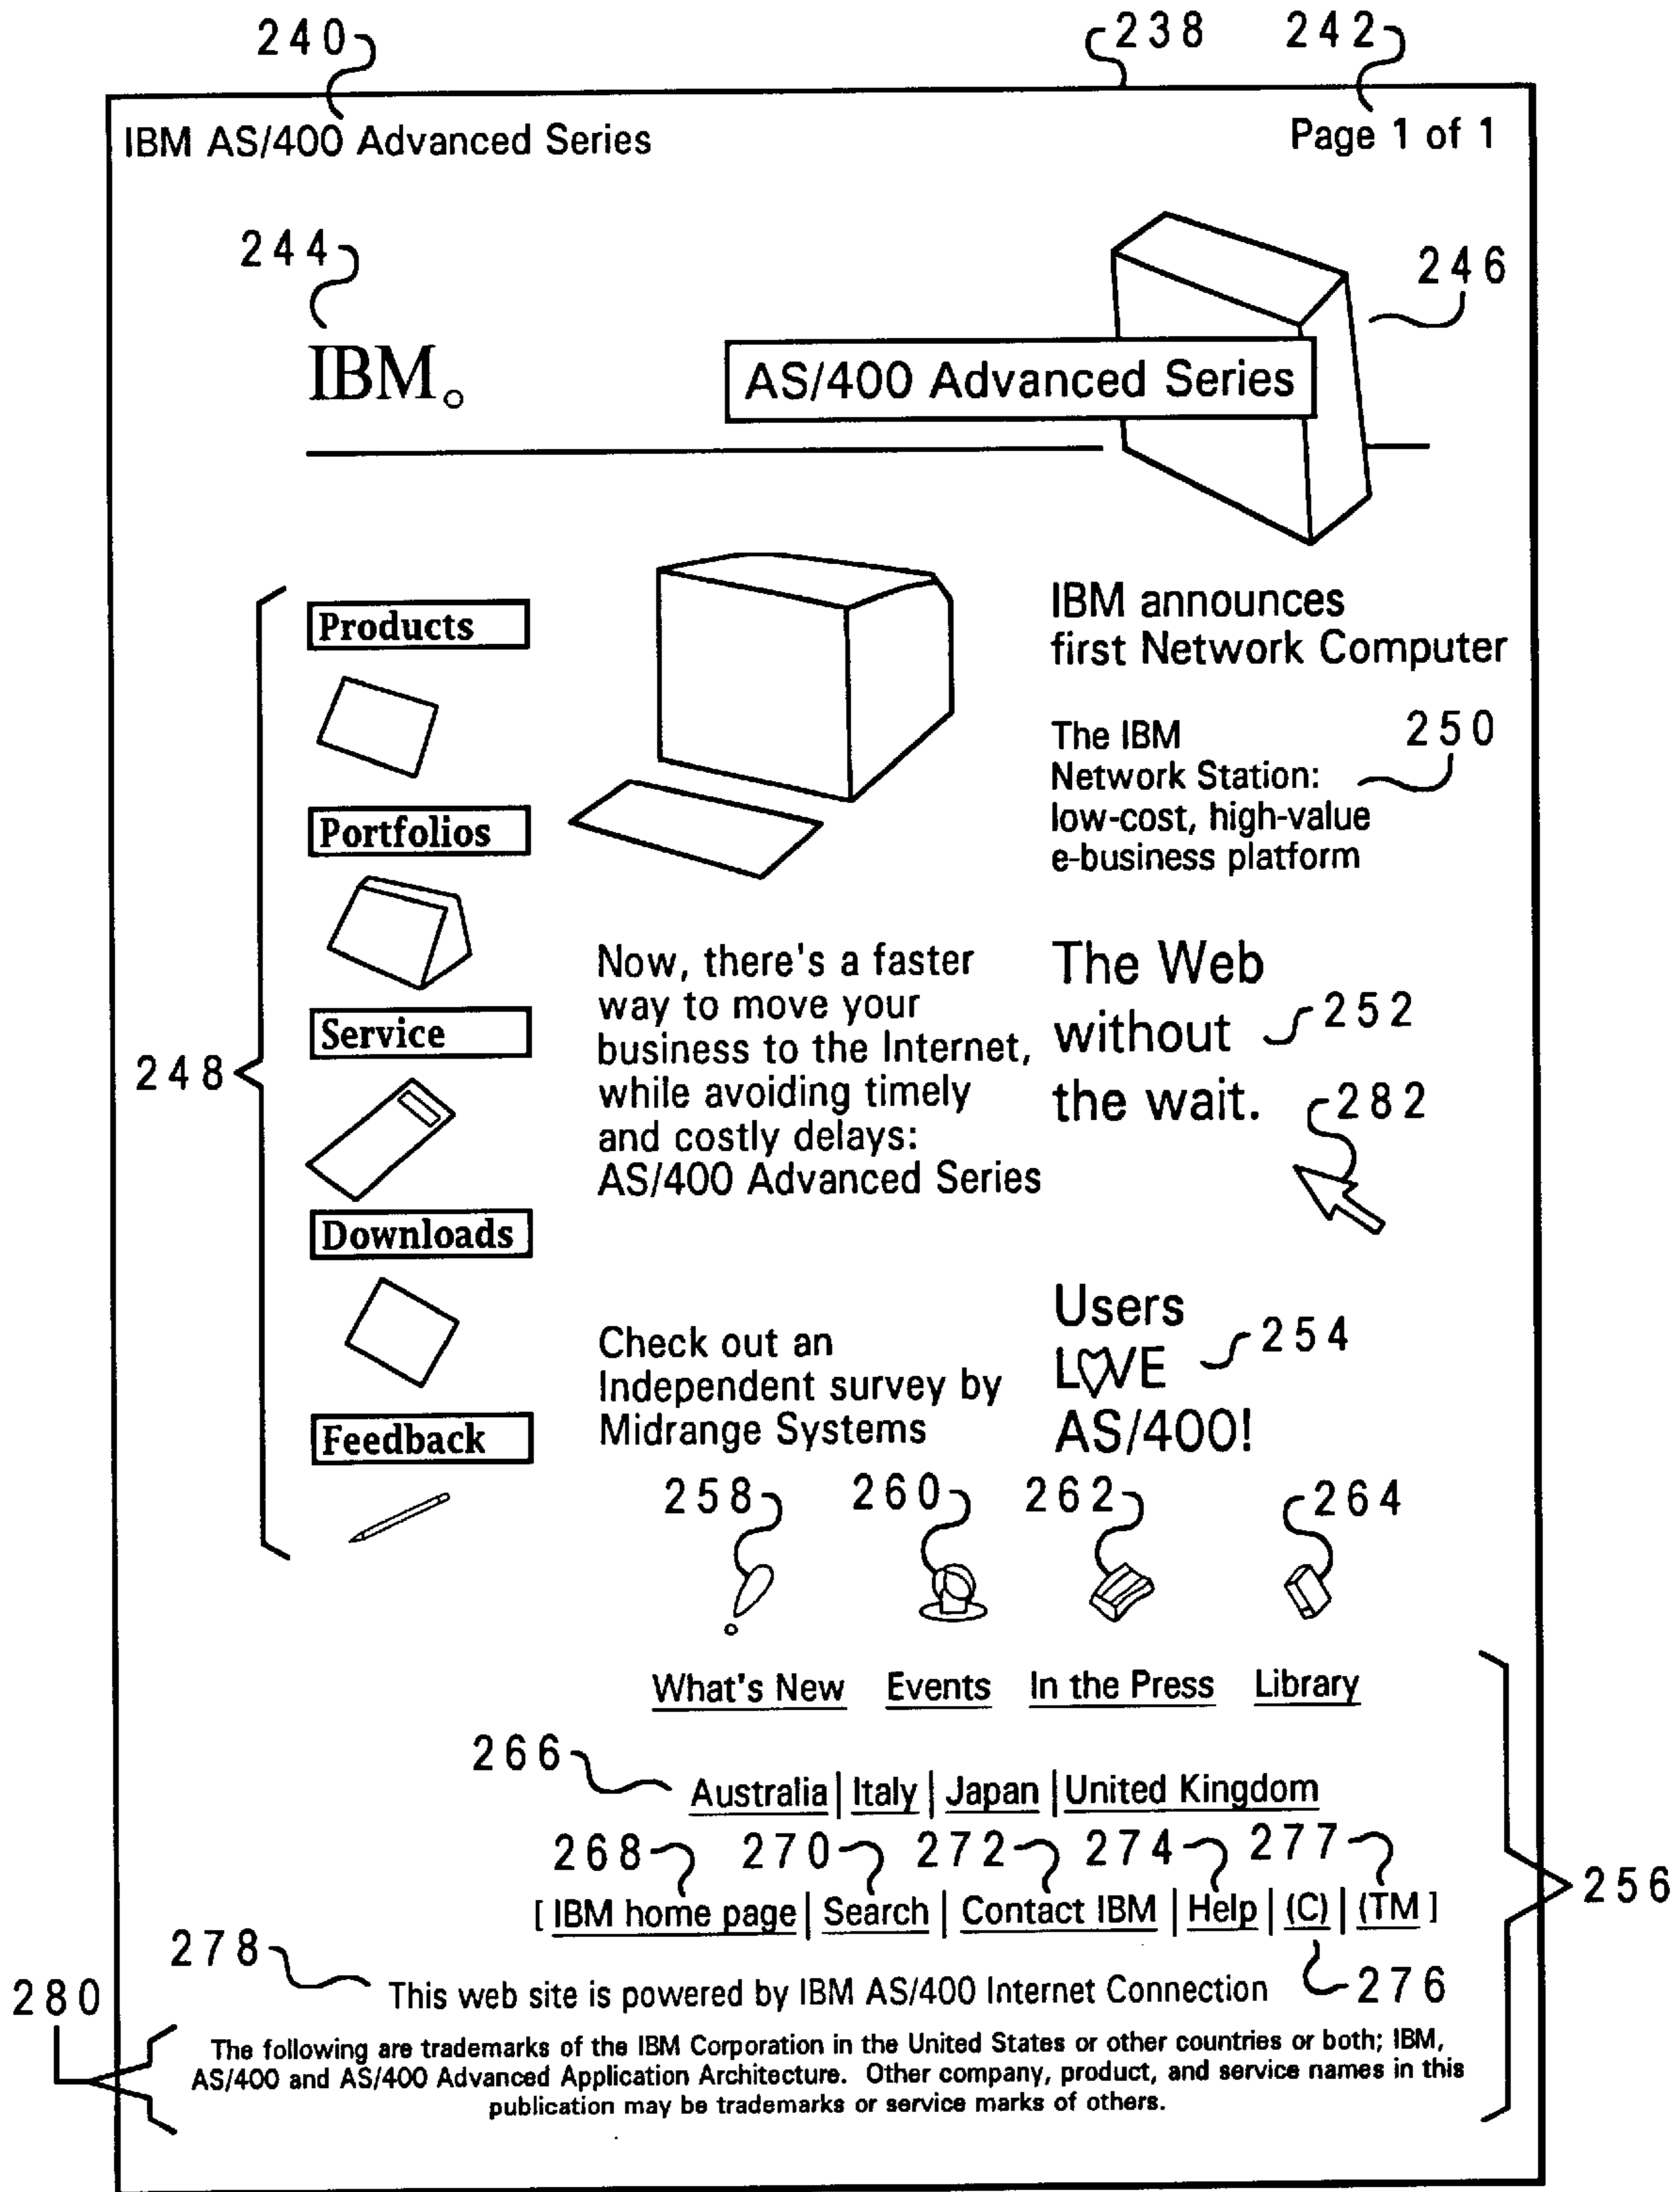 240
238
242
IBM AS/400 Advanced Series
Page 1 of 1
244
246
IBM
AS/400 Advanced Series
248
Products
Portfolios
Service
Downloads
Feedback
IBM announces
first Network Computer
The IBM
Network Station:
low-cost, high-value
e-business platform
250
Now, there's a faster
way to move your
business to the Internet,
while avoiding timely
and costly delays:
AS/400 Advanced Series
The Web
without
the wait.
252
282
Check out an
Independent survey by
Midrange Systems
Users
L♡VE
AS/400!
254
258 260 262 264
What's New Events In the Press Library
266
Australia | Italy | Japan | United Kingdom
268 270 272 274 277
[ IBM home page | Search | Contact IBM | Help | (C) | (TM ]
256
278
This web site is powered by IBM AS/400 Internet Connection
276
280
The following are trademarks of the IBM Corporation in the United States or other countries or both; IBM,
AS/400 and AS/400 Advanced Application Architecture. Other company, product, and service names in this
publication may be trademarks or service marks of others.